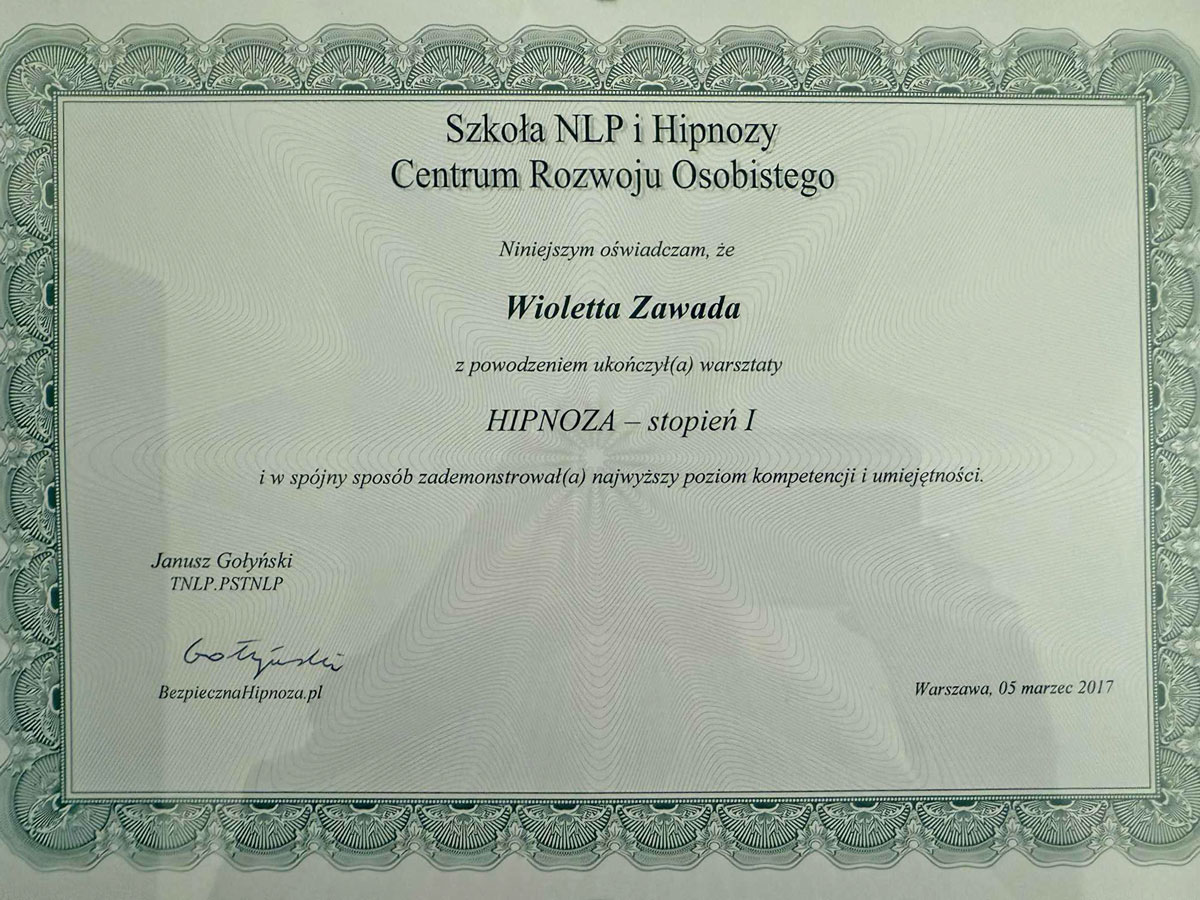 Szkoła NLP i Hipnozy
Centrum Rozwoju Osobistego
Niniejszym oświadczam, że
Wioletta Zawada
z powodzeniem ukończył(a) warsztaty
HIPNOZA – stopień I
i w spójny sposób zademonstrował(a) najwyższy poziom kompetencji i umiejętności.
Janusz Gołyński
TNLP.PSTNLP
Gołyński
BezpiecznaHipnoza.pl
Warszawa, 05 marzec 2017